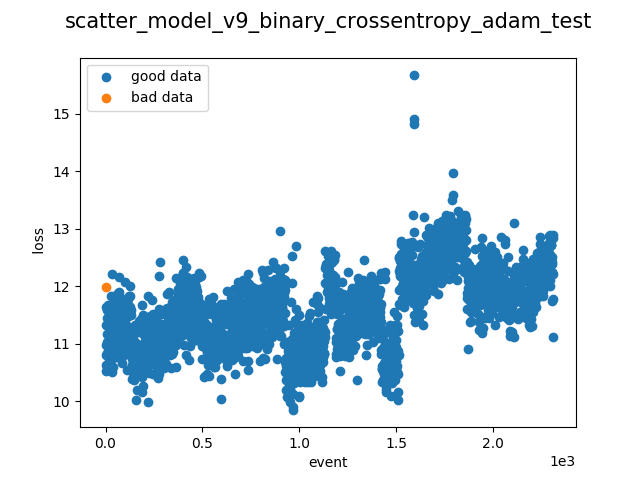 scatter_model_v9_binary_crossentropy_adam_test
good data
bad data
loss
15
14
13
12
11
10
0.0 0.5 1.0 1.5 2.0
event
1e3